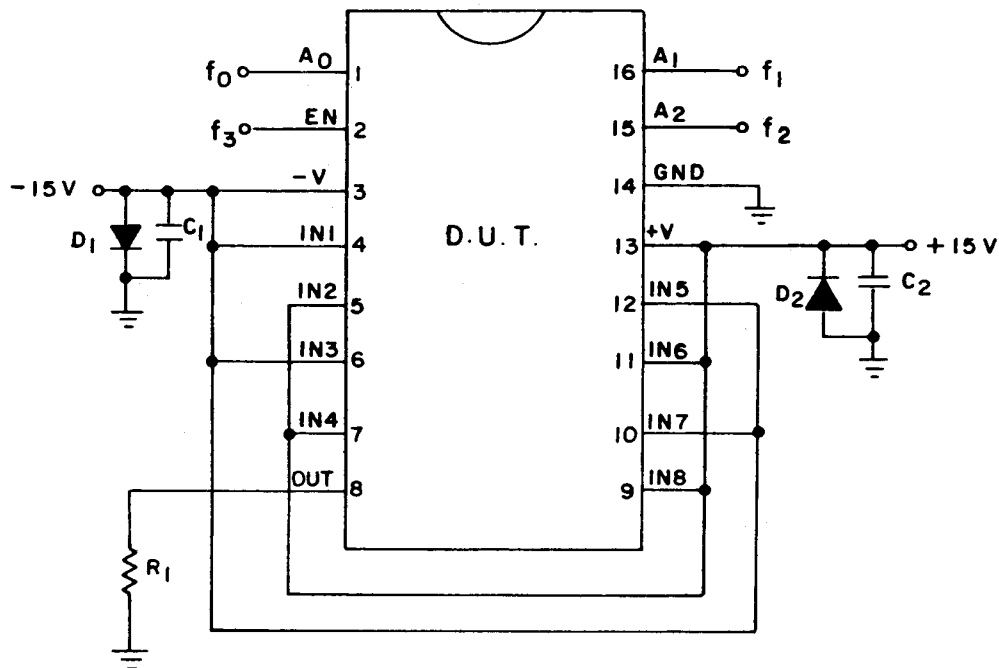 f0 A0 1
16 A1 f1
f3 EN 2
15 A2 f2
-15V -V 3
14 GND
D1 C1 IN1 4
D.U.T.
13 +V +15V
IN2 5
12 IN5
D2 C2
IN3 6
11 IN6
IN4 7
10 IN7
OUT 8
9 IN8
R1